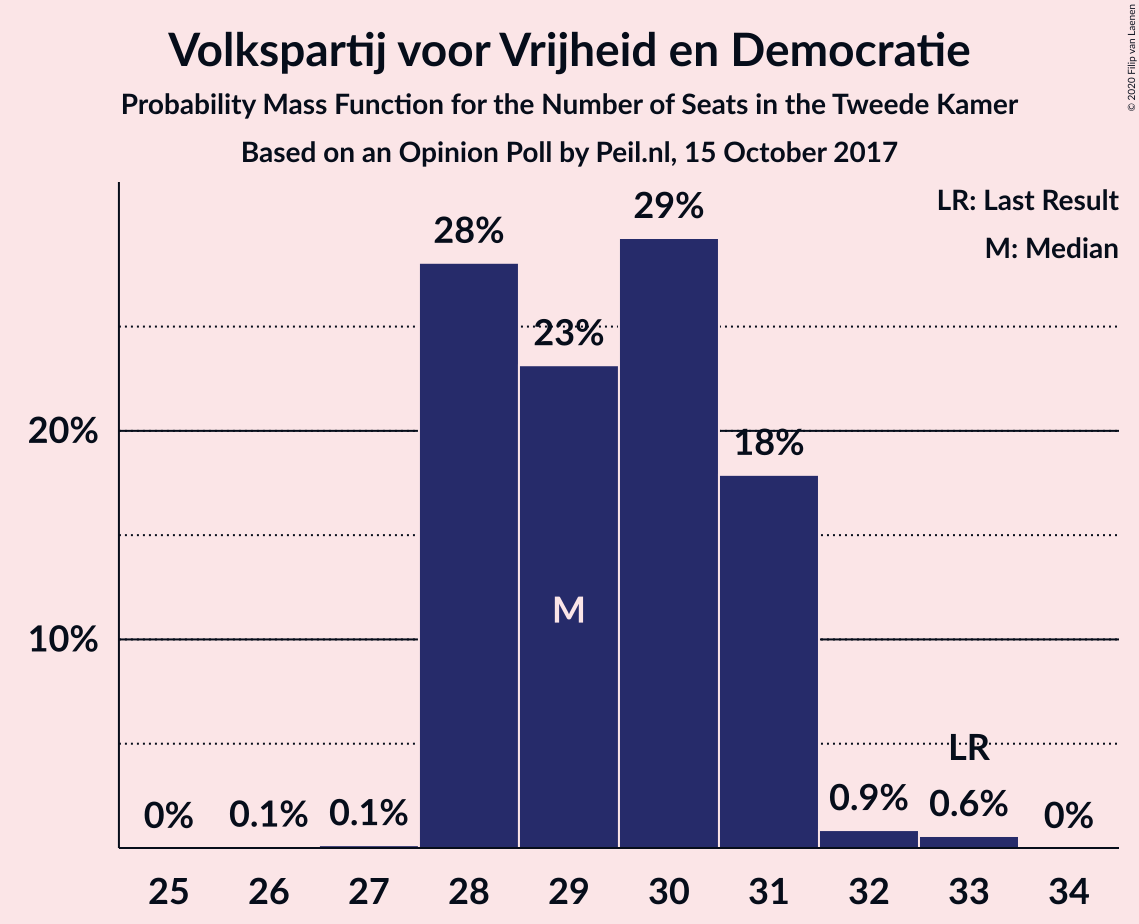 Volkspartij voor Vrijheid en Democratie
Probability Mass Function for the Number of Seats in the Tweede Kamer
Based on an Opinion Poll by Peil.nl, 15 October 2017
© 2020 Filip van Laenen
LR: Last Result
M: Median
20%
10%
0%
0.1%
0.1%
28%
23%
29%
18%
0.9%
0.6%
0%
M
LR
25 26 27 28 29 30 31 32 33 34